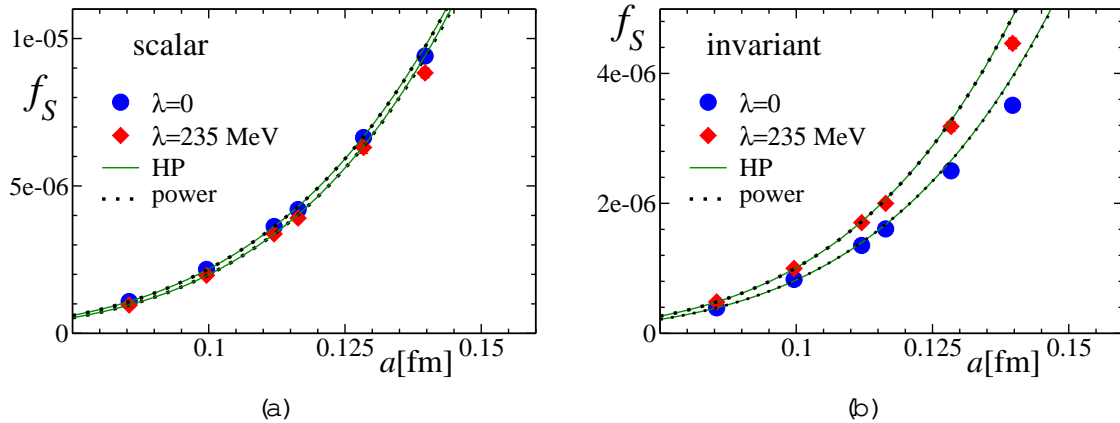 1e-05
scalar
f_S
λ=0
λ=235 MeV
HP
power
5e-06
0
0.1
0.125
0.15
a[fm]
(a)
f_S
invariant
4e-06
λ=0
λ=235 MeV
HP
power
2e-06
0
0.1
0.125
0.15
a[fm]
(b)